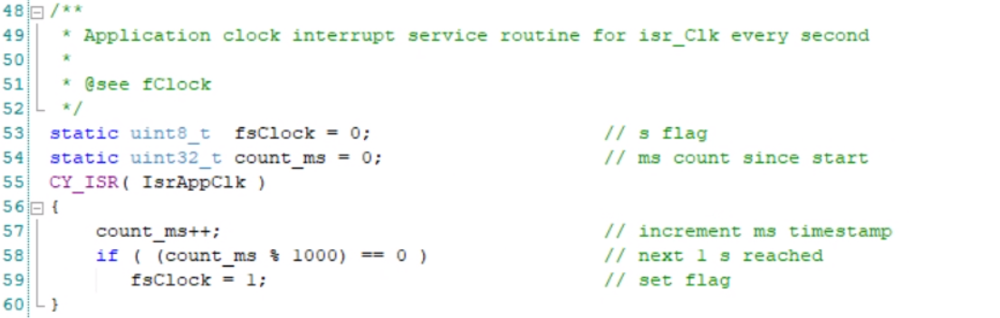 48 /**
49 * Application clock interrupt service routine for isr_Clk every second
50 *
51 * @see fClock
52 */
53 static uint8_t  fsClock = 0; // s flag
54 static uint32_t count_ms = 0; // ms count since start
55 CY_ISR( IsrAppClk )
56 {
57 count_ms++; // increment ms timestamp
58 if ( (count_ms % 1000) == 0 ) // next 1 s reached
59 fsClock = 1; // set flag
60 }